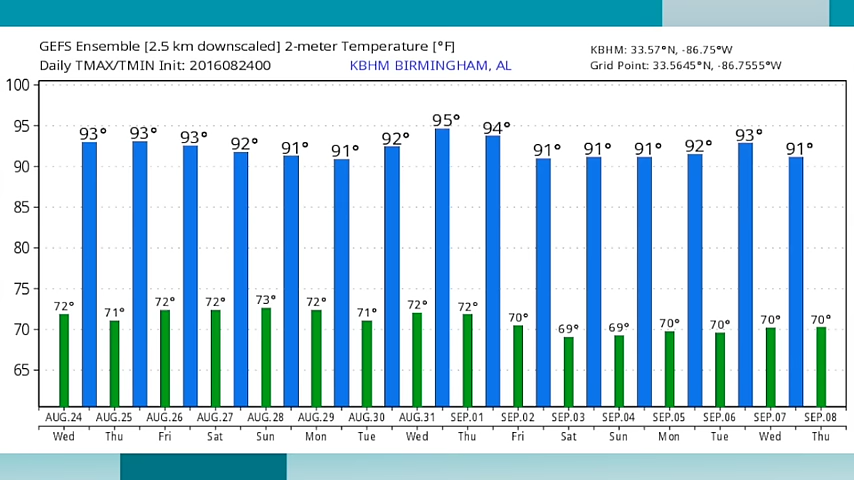 GEFS Ensemble [2.5 km downscaled] 2-meter Temperature [°F]
KBHM: 33.57°N, -86.75°W
Daily TMAX/TMIN Init: 2016082400
KBHM BIRMINGHAM, AL
Grid Point: 33.5645°N, -86.7555°W
100
95
90
85
80
75
70
65
93° 93° 93° 92° 91° 91° 92° 95° 94° 91° 91° 91° 92° 93° 91°
72° 71° 72° 72° 73° 72° 71° 72° 72° 70° 69° 69° 70° 70° 70° 70°
AUG.24 AUG.25 AUG.26 AUG.27 AUG.28 AUG.29 AUG.30 AUG.31 SEP.01 SEP.02 SEP.03 SEP.04 SEP.05 SEP.06 SEP.07 SEP.08
Wed Thu Fri Sat Sun Mon Tue Wed Thu Fri Sat Sun Mon Tue Wed Thu